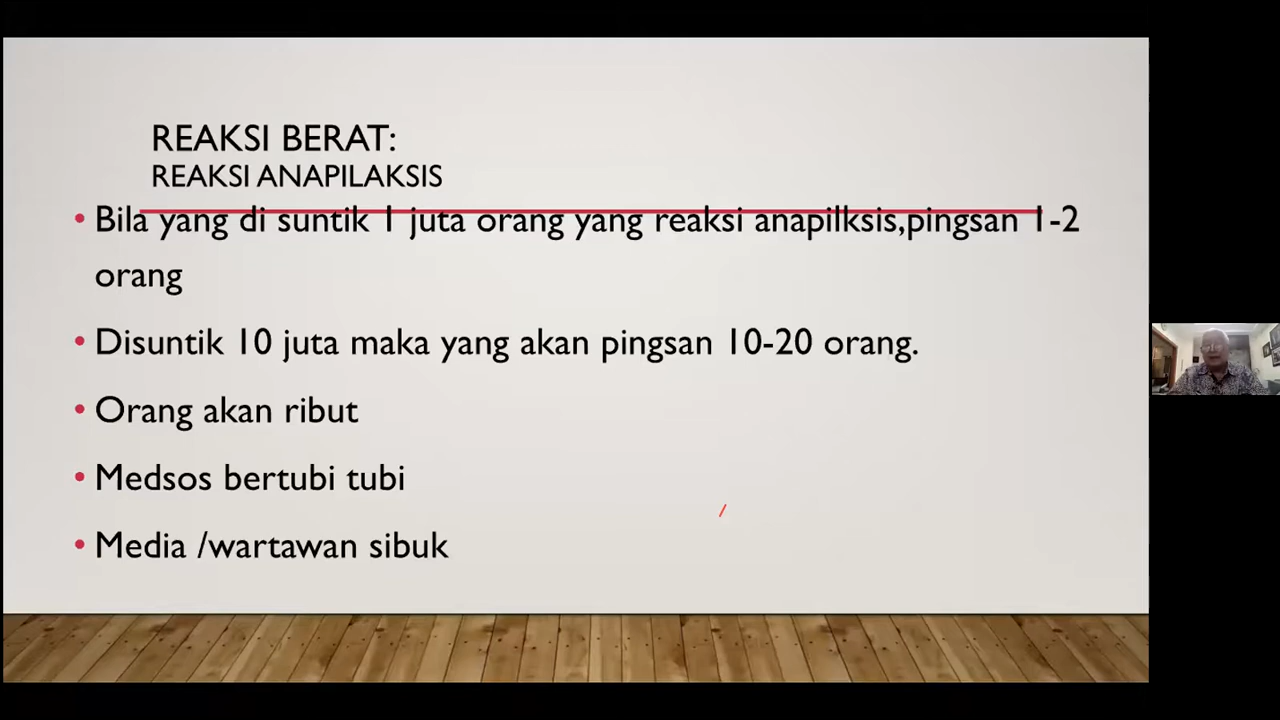 REAKSI BERAT:
REAKSI ANAPILAKSIS
• Bila yang di suntik 1 juta orang yang reaksi anapilksis,pingsan 1-2
orang
• Disuntik 10 juta maka yang akan pingsan 10-20 orang.
• Orang akan ribut
• Medsos bertubi tubi
• Media /wartawan sibuk